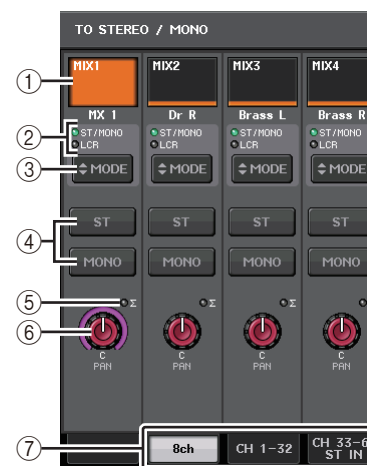 TO STEREO / MONO
MIX1 MIX2 MIX3 MIX4
MX 1 Dr R Brass L Brass R
ST/MONO ST/MONO ST/MONO ST/MONO
LCR LCR LCR LCR
MODE MODE MODE MODE
ST ST ST ST
MONO MONO MONO MONO
Σ Σ Σ
C C C C
PAN PAN PAN PAN
8ch CH 1-32 CH 33-6
ST IN
① ② ③ ④ ⑤ ⑥ ⑦